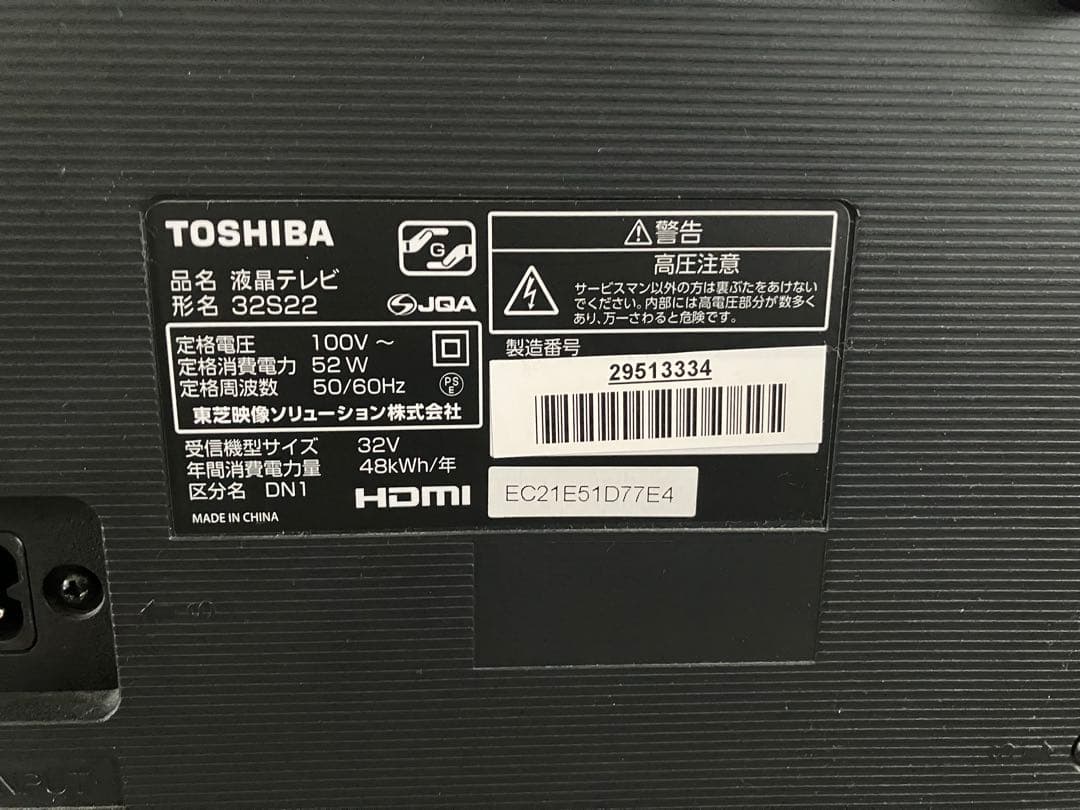 TOSHIBA
G
品名 液晶テレビ
形名 32S22
JQA
定格電圧 100V～
定格消費電力 52W
定格周波数 50/60Hz
PS
E
東芝映像ソリューション株式会社
受信機型サイズ 32V
年間消費電力量 48kWh/年
区分名 DN1
HDMI
MADE IN CHINA
警告
高圧注意
サービスマン以外の方は裏ぶたをあけない
でください。内部には高電圧部分が数多く
あり、万一さわると危険です。
製造番号
29513334
EC21E51D77E4
INPUT